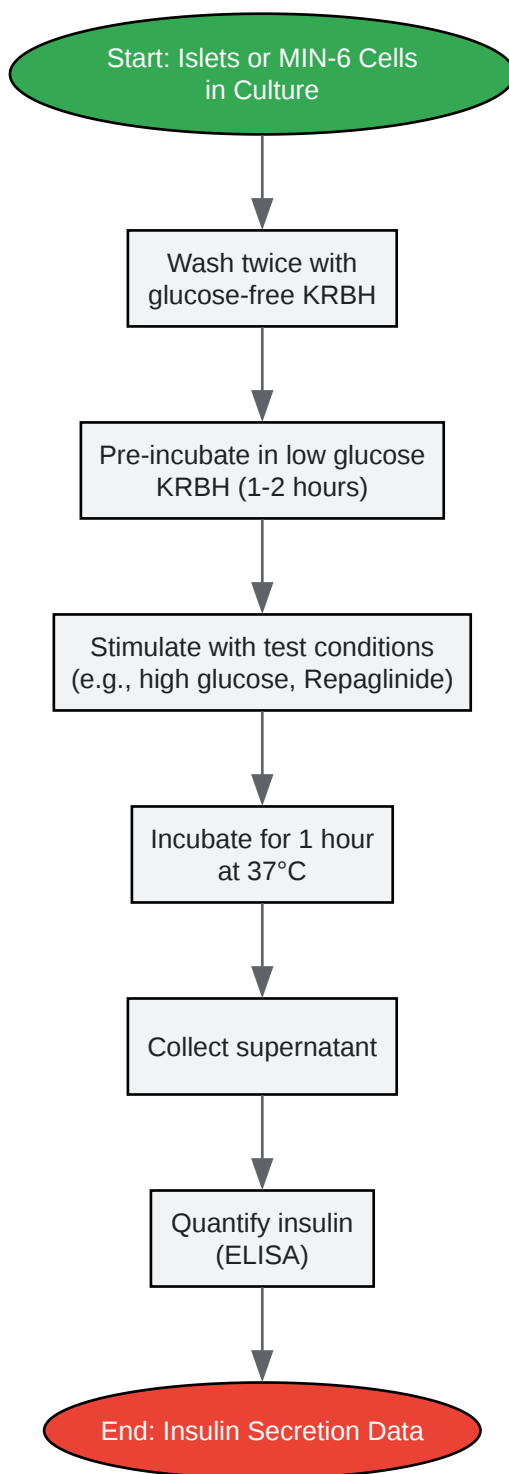 Start: Islets or MIN-6 Cells
in Culture
Wash twice with
glucose-free KRBH
Pre-incubate in low glucose
KRBH (1-2 hours)
Stimulate with test conditions
(e.g., high glucose, Repaglinide)
Incubate for 1 hour
at 37°C
Collect supernatant
Quantify insulin
(ELISA)
End: Insulin Secretion Data